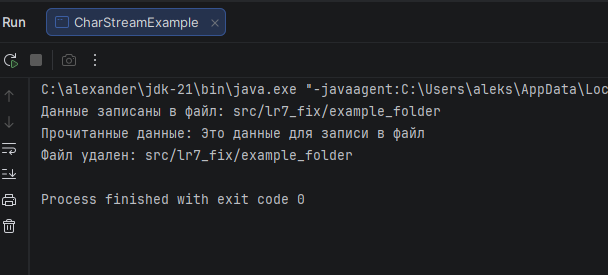 Run CharStreamExample
C:\alexander\jdk-21\bin\java.exe "-javaagent:C:\Users\aleks\AppData\Loc
Данные записаны в файл: src/lr7_fix/example_folder
Прочитанные данные: Это данные для записи в файл
Файл удален: src/lr7_fix/example_folder
Process finished with exit code 0